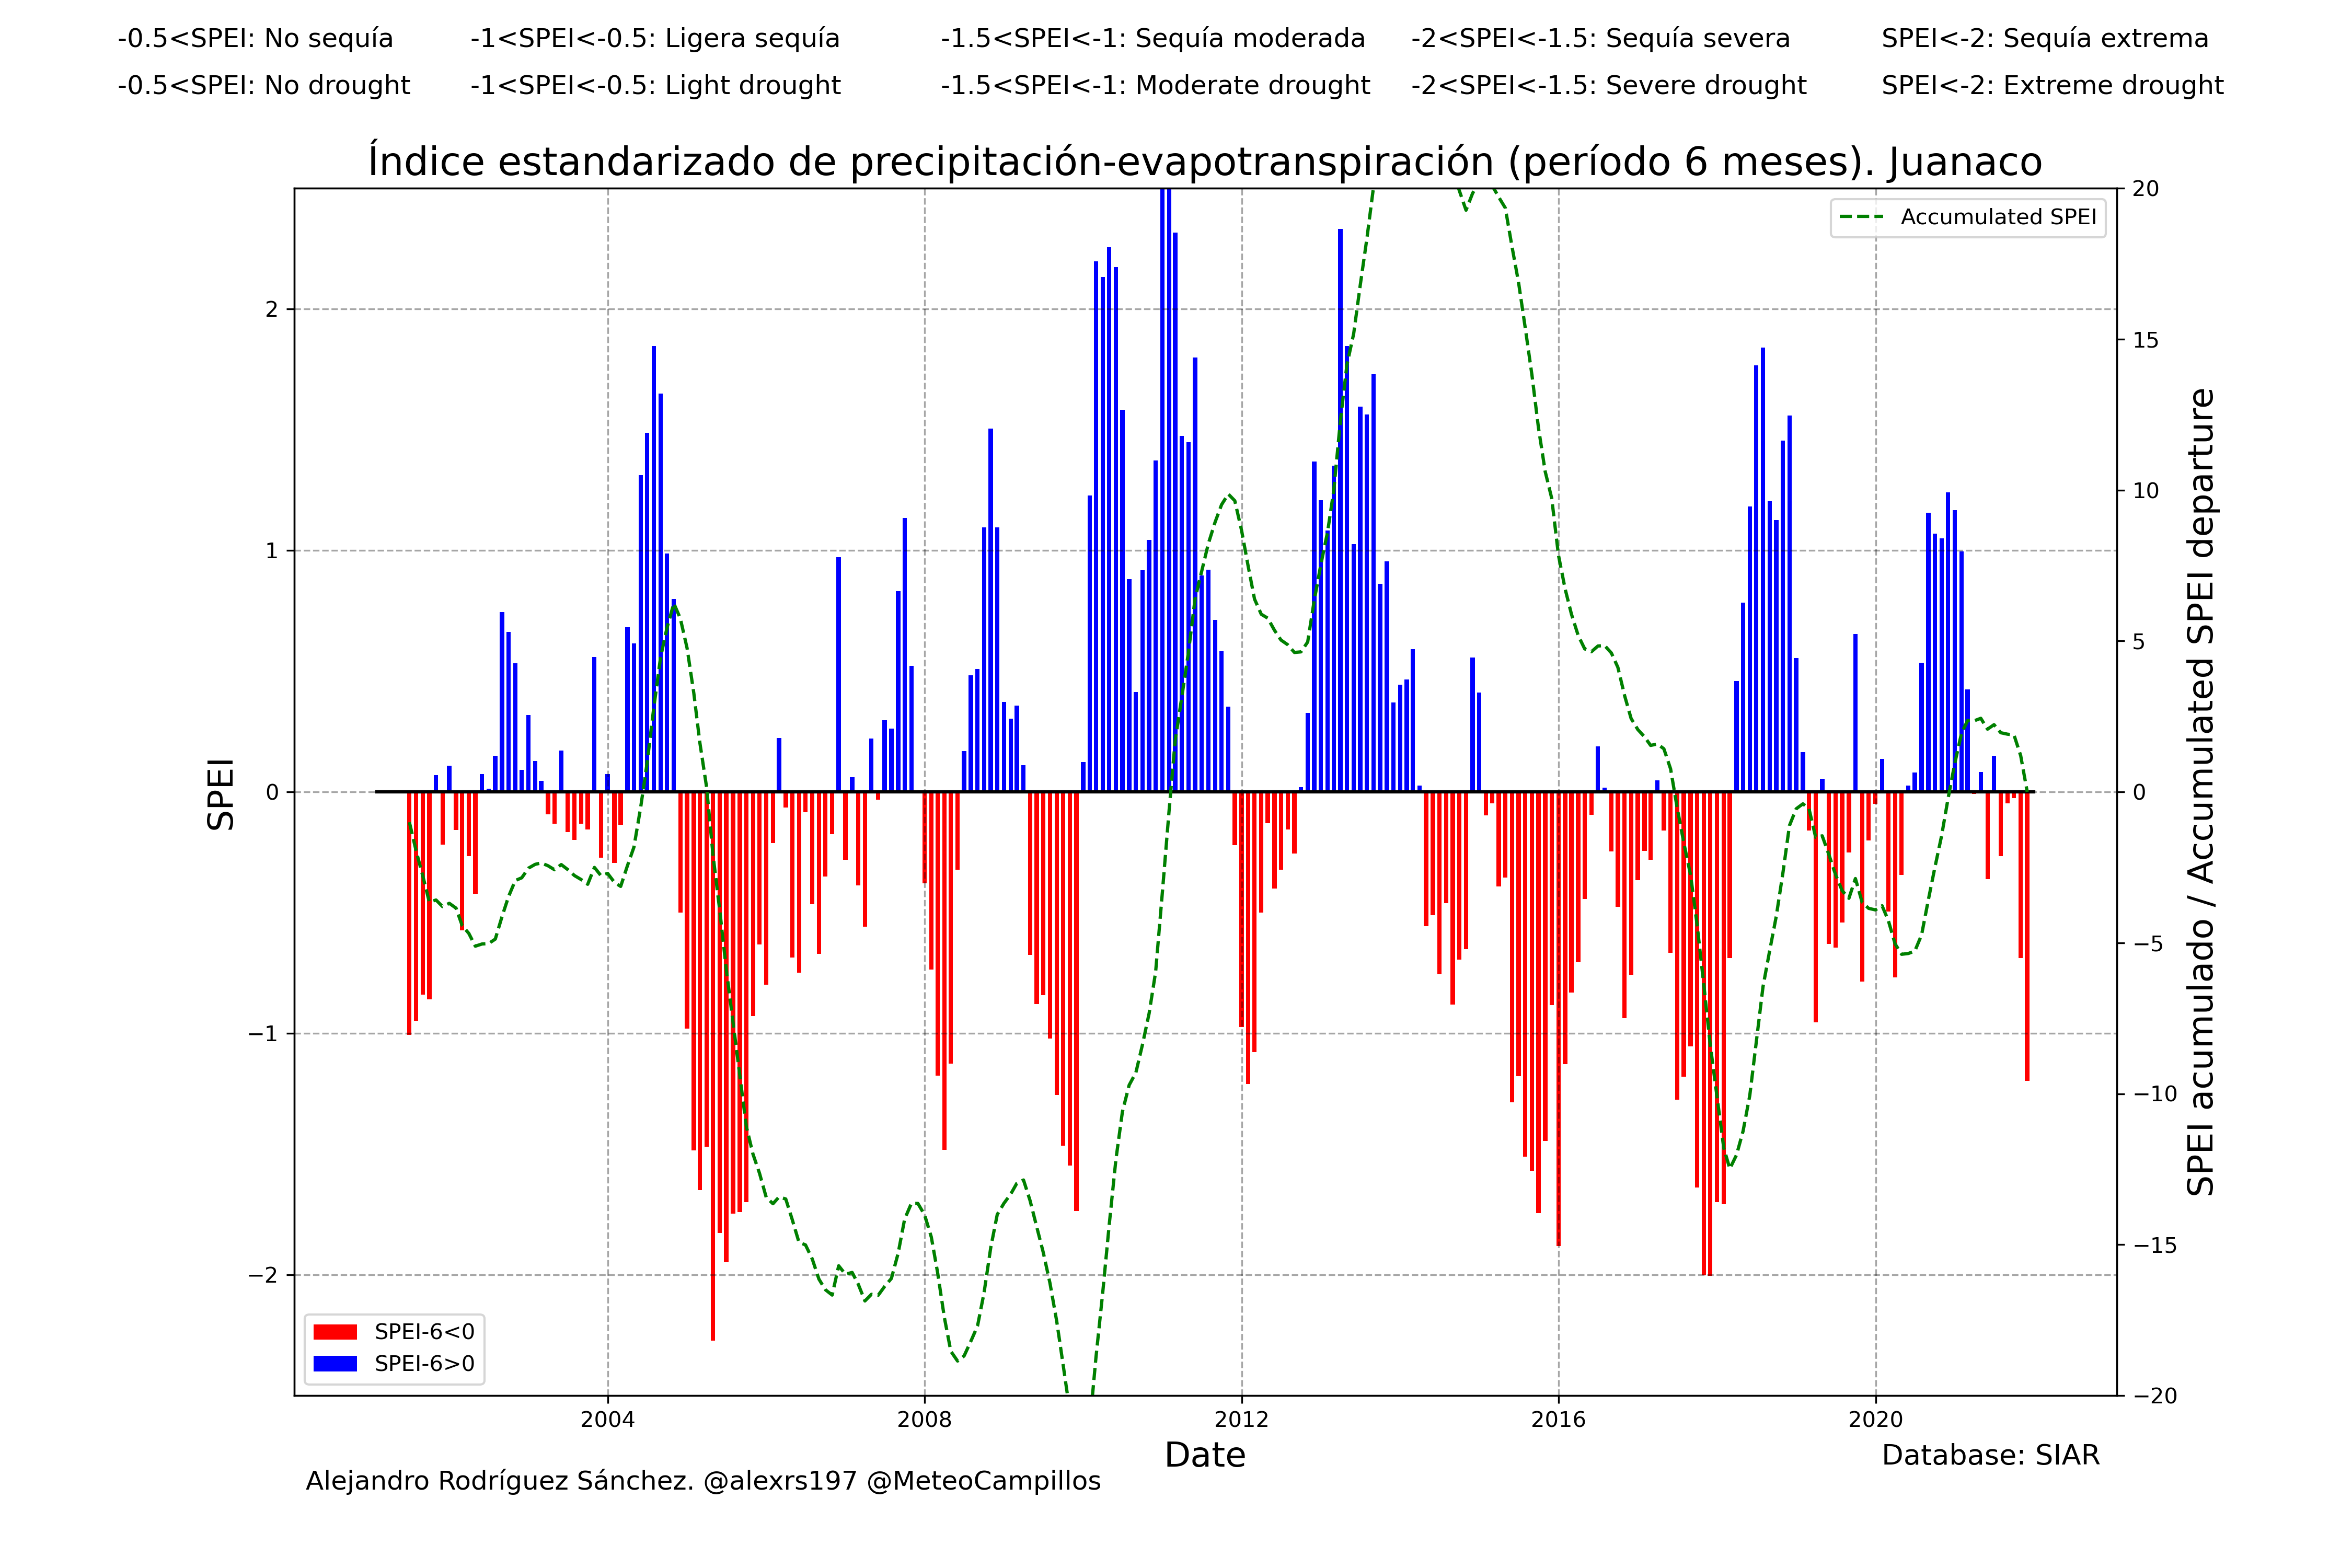 -0.5<SPEI: No sequía -1<SPEI<-0.5: Ligera sequía -1.5<SPEI<-1: Sequía moderada -2<SPEI<-1.5: Sequía severa SPEI<-2: Sequía extrema
-0.5<SPEI: No drought -1<SPEI<-0.5: Light drought -1.5<SPEI<-1: Moderate drought -2<SPEI<-1.5: Severe drought SPEI<-2: Extreme drought
Índice estandarizado de precipitación-evapotranspiración (período 6 meses). Juanaco
SPEI
2
1
0
−1
−2
Accumulated SPEI
SPEI-6<0
SPEI-6>0
20
15
10
5
0
−5
−10
−15
−20
SPEI acumulado / Accumulated SPEI departure
2004 2008 2012 2016 2020
Date
Database: SIAR
Alejandro Rodríguez Sánchez. @alexrs197 @MeteoCampillos